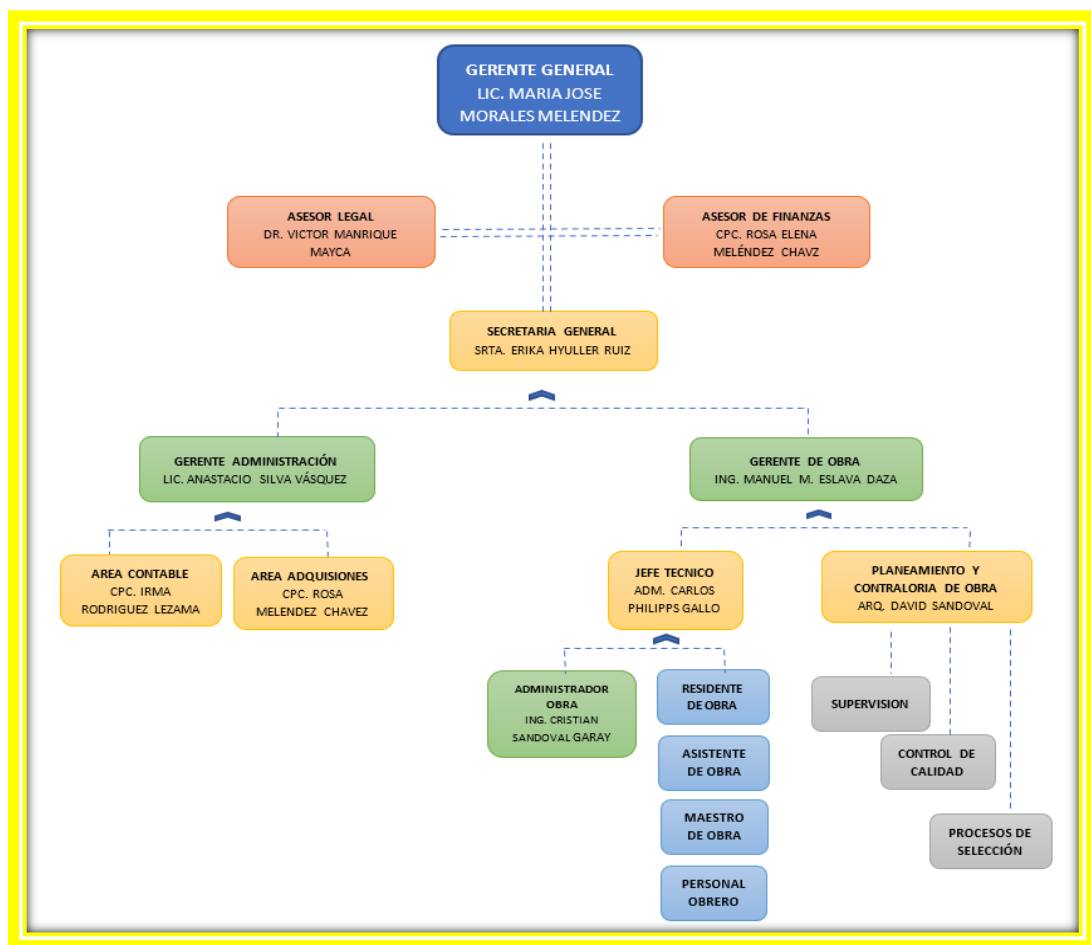 GERENTE GENERAL
LIC. MARIA JOSE
MORALES MELENDEZ
ASESOR LEGAL
DR. VICTOR MANRIQUE
MAYCA
ASESOR DE FINANZAS
CPC. ROSA ELENA
MELÉNDEZ CHAVZ
SECRETARIA GENERAL
SRTA. ERIKA HYULLER RUIZ
GERENTE ADMINISTRACIÓN
LIC. ANASTACIO SILVA VÁSQUEZ
GERENTE DE OBRA
ING. MANUEL M. ESLAVA DAZA
AREA CONTABLE
CPC. IRMA
RODRIGUEZ LEZAMA
AREA ADQUISIONES
CPC. ROSA
MELENDEZ CHAVEZ
JEFE TECNICO
ADM. CARLOS
PHILIPPS GALLO
PLANEAMIENTO Y
CONTRALORIA DE OBRA
ARQ. DAVID SANDOVAL
ADMINISTRADOR
OBRA
ING. CRISTIAN
SANDOVAL GARAY
RESIDENTE
DE OBRA
ASISTENTE
DE OBRA
MAESTRO
DE OBRA
PERSONAL
OBRERO
SUPERVISION
CONTROL DE
CALIDAD
PROCESOS DE
SELECCIÓN